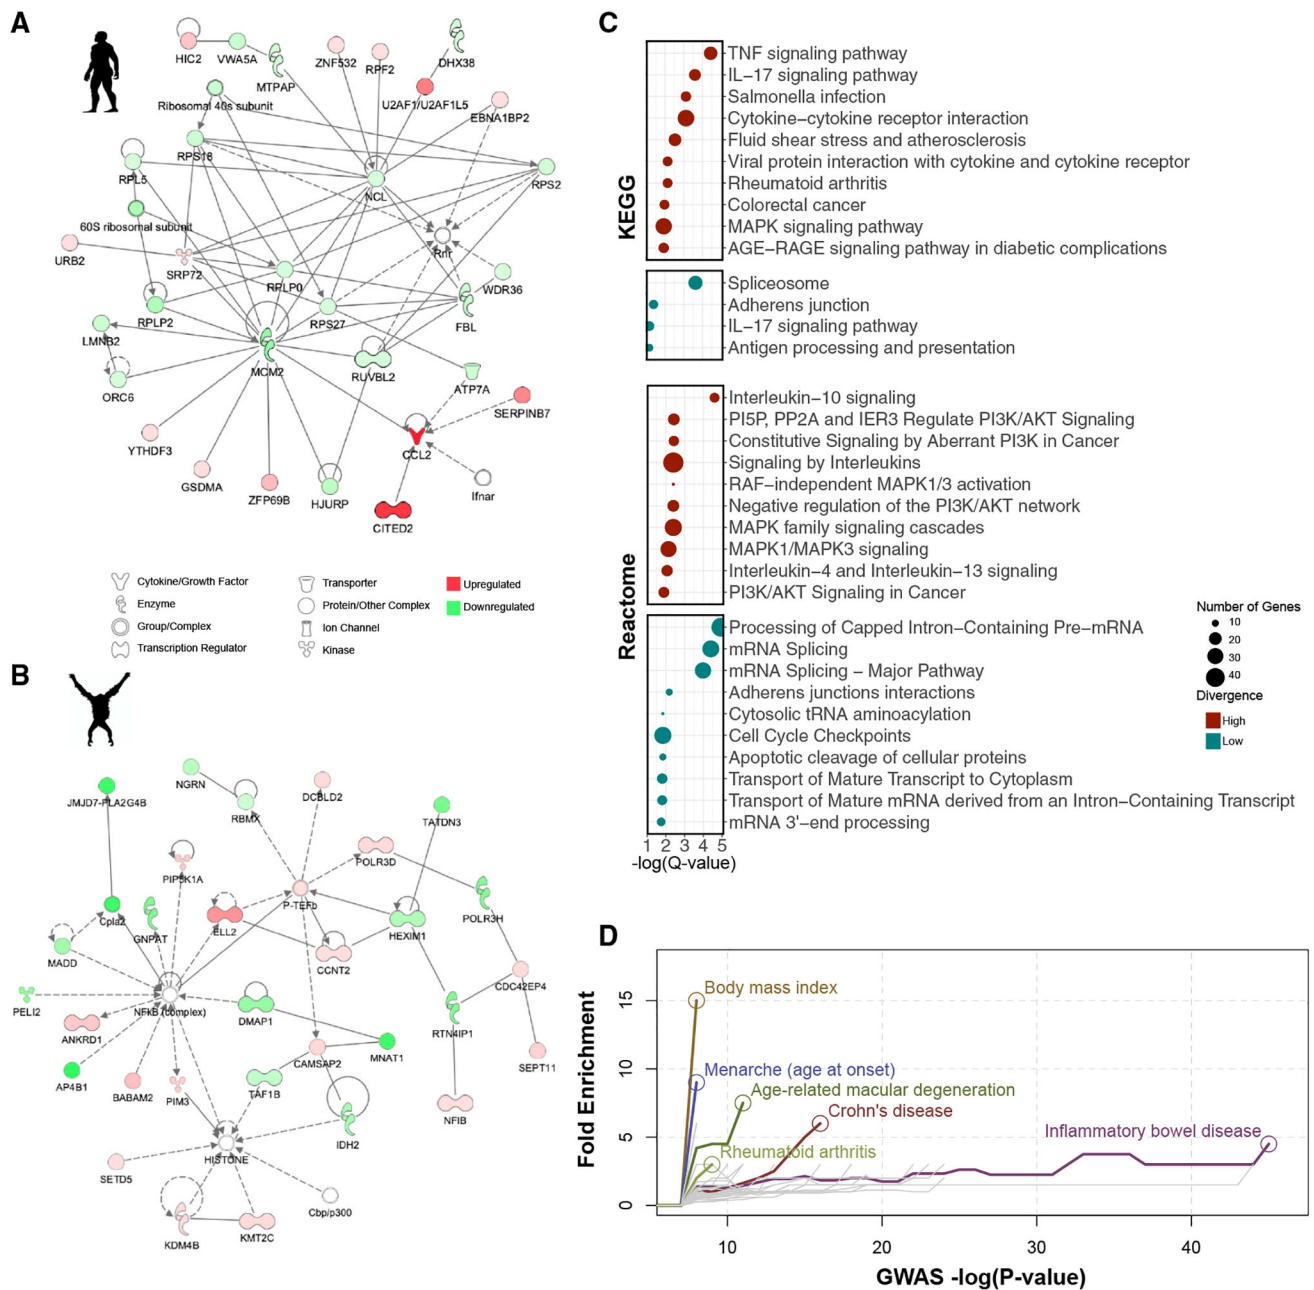 A
HIC2
VWA5A
MTPAP
ZNF532
RPF2
DHX38
U2AF1/U2AF1L5
EBNA1BP2
Ribosomal 40s subunit
RPS18
RPL5
NCL
RPS2
60S ribosomal subunit
URB2
SRP72
Rnr
RPLP0
WDR36
RPLP2
RPS27
FBL
LMNB2
MCM2
RUVBL2
ATP7A
ORC6
SERPINB7
YTHDF3
CCL2
GSDMA
ZFP69B
HJURP
Ifnar
CITED2
Cytokine/Growth Factor
Enzyme
Group/Complex
Transcription Regulator
Transporter
Protein/Other Complex
Ion Channel
Kinase
Upregulated
Downregulated
B
NGRN
JMJD7-PLA2G4B
RBMX
DCBLD2
TATDN3
PIP5K1A
POLR3D
P-TEFb
POLR3H
Cpla2
GNPAT
ELL2
HEXIM1
MADD
CCNT2
CDC42EP4
PELI2
NFkB (complex)
DMAP1
ANKRD1
RTN4IP1
MNAT1
CAMSAP2
SEPT11
AP4B1
BABAM2
PIM3
TAF1B
NFIB
IDH2
HISTONE
SETD5
Cbp/p300
KDM4B
KMT2C
C
KEGG
TNF signaling pathway
IL−17 signaling pathway
Salmonella infection
Cytokine−cytokine receptor interaction
Fluid shear stress and atherosclerosis
Viral protein interaction with cytokine and cytokine receptor
Rheumatoid arthritis
Colorectal cancer
MAPK signaling pathway
AGE−RAGE signaling pathway in diabetic complications
Spliceosome
Adherens junction
IL−17 signaling pathway
Antigen processing and presentation
Reactome
Interleukin−10 signaling
PI5P, PP2A and IER3 Regulate PI3K/AKT Signaling
Constitutive Signaling by Aberrant PI3K in Cancer
Signaling by Interleukins
RAF−independent MAPK1/3 activation
Negative regulation of the PI3K/AKT network
MAPK family signaling cascades
MAPK1/MAPK3 signaling
Interleukin−4 and Interleukin−13 signaling
PI3K/AKT Signaling in Cancer
Processing of Capped Intron−Containing Pre−mRNA
mRNA Splicing
mRNA Splicing − Major Pathway
Adherens junctions interactions
Cytosolic tRNA aminoacylation
Cell Cycle Checkpoints
Apoptotic cleavage of cellular proteins
Transport of Mature Transcript to Cytoplasm
Transport of Mature mRNA derived from an Intron−Containing Transcript
mRNA 3'−end processing
1 2 3 4 5
-log(Q-value)
Number of Genes
10
20
30
40
Divergence
High
Low
D
Fold Enrichment
15
10
5
0
Body mass index
Menarche (age at onset)
Age-related macular degeneration
Crohn's disease
Rheumatoid arthritis
Inflammatory bowel disease
10 20 30 40
GWAS -log(P-value)